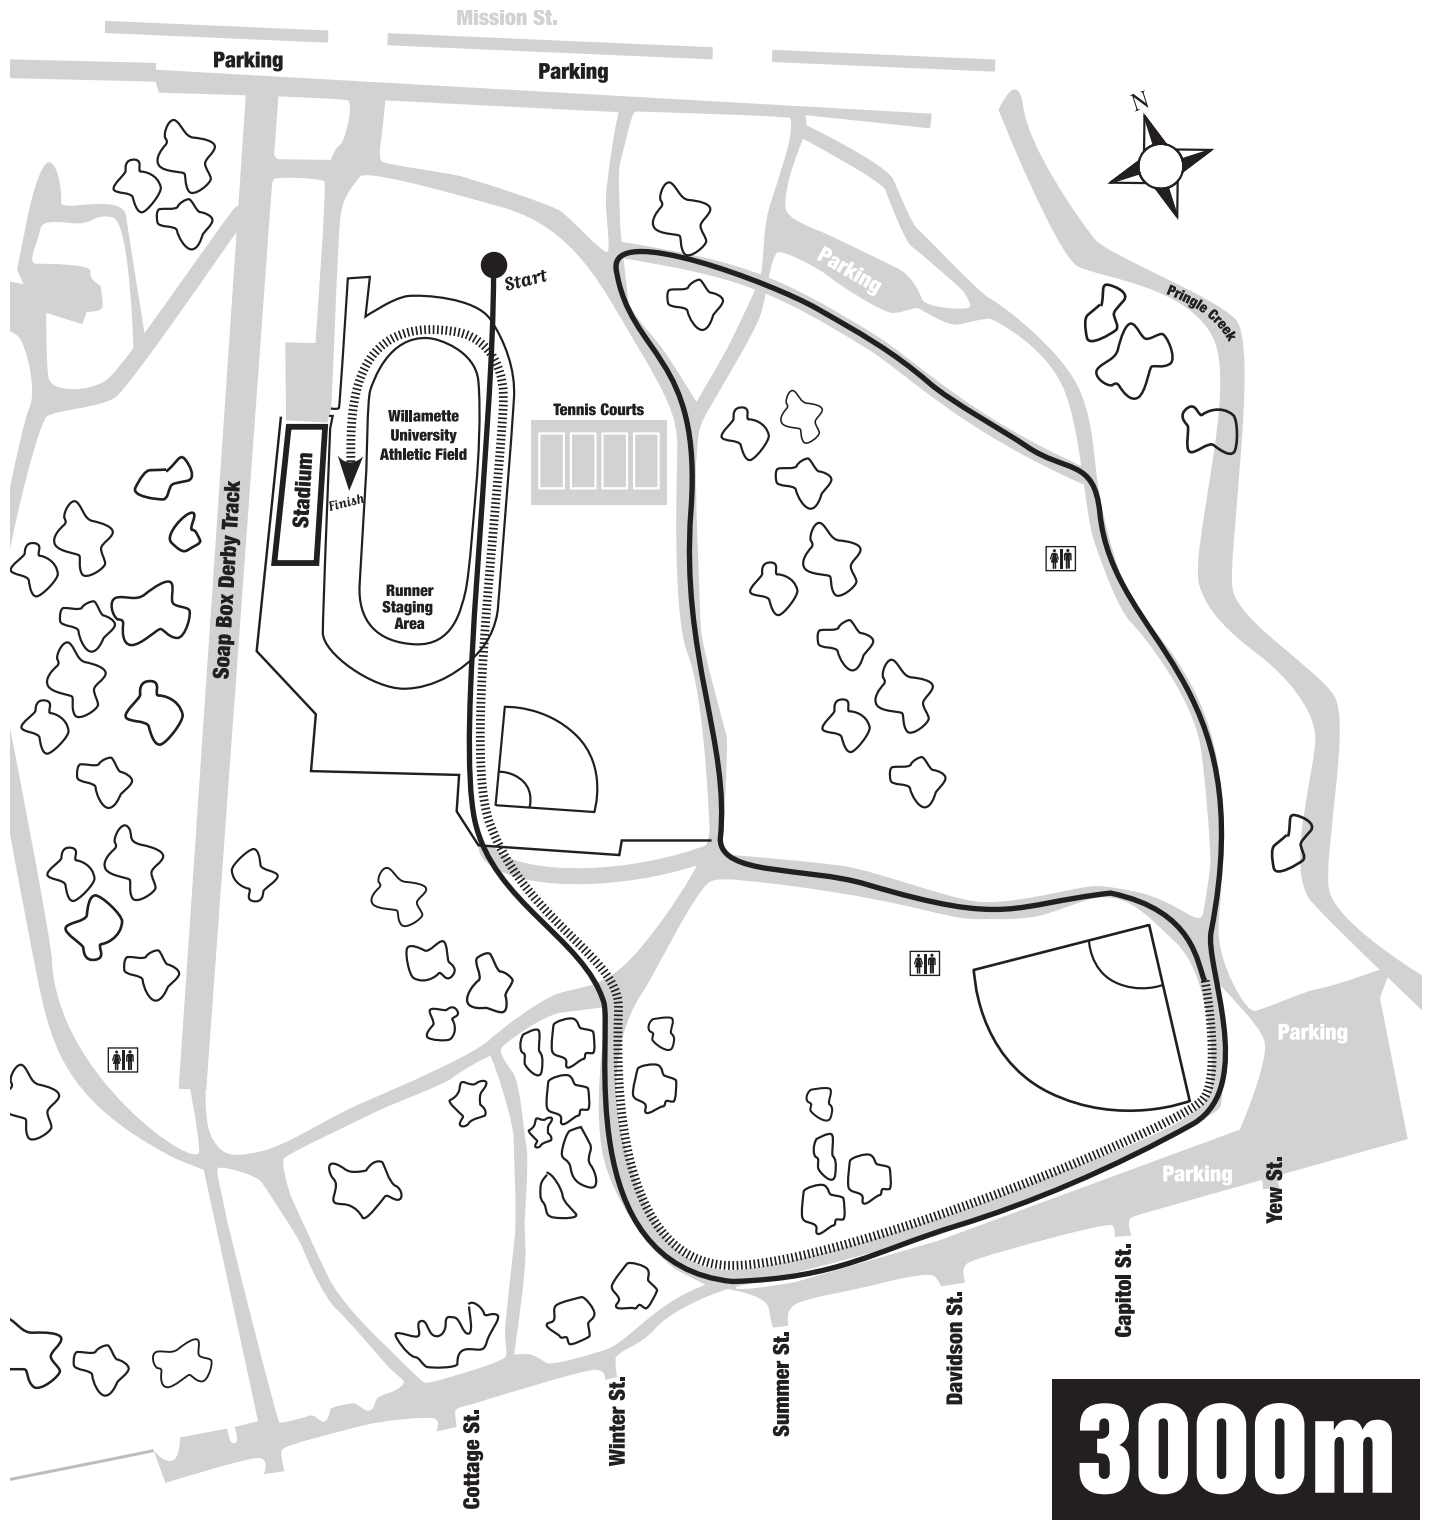 Mission St.
Parking
Parking
N
Parking
Start
Pringle Creek
Tennis Courts
Willamette
University
Athletic Field
Stadium
Finish
Soap Box Derby Track
Runner
Staging
Area
Parking
Parking
Yew St.
Capitol St.
Davidson St.
Summer St.
Winter St.
Cottage St.
3000m